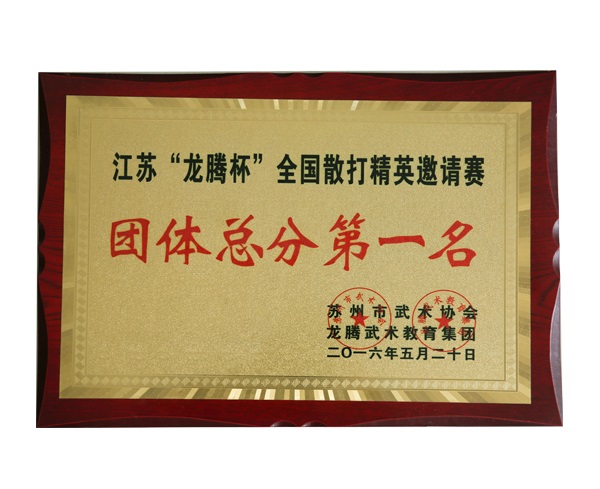 江苏“龙腾杯”全国散打精英邀请赛
团体总分第一名
苏州市武术协会
龙腾武术教育集团
二〇一六年五月二十日